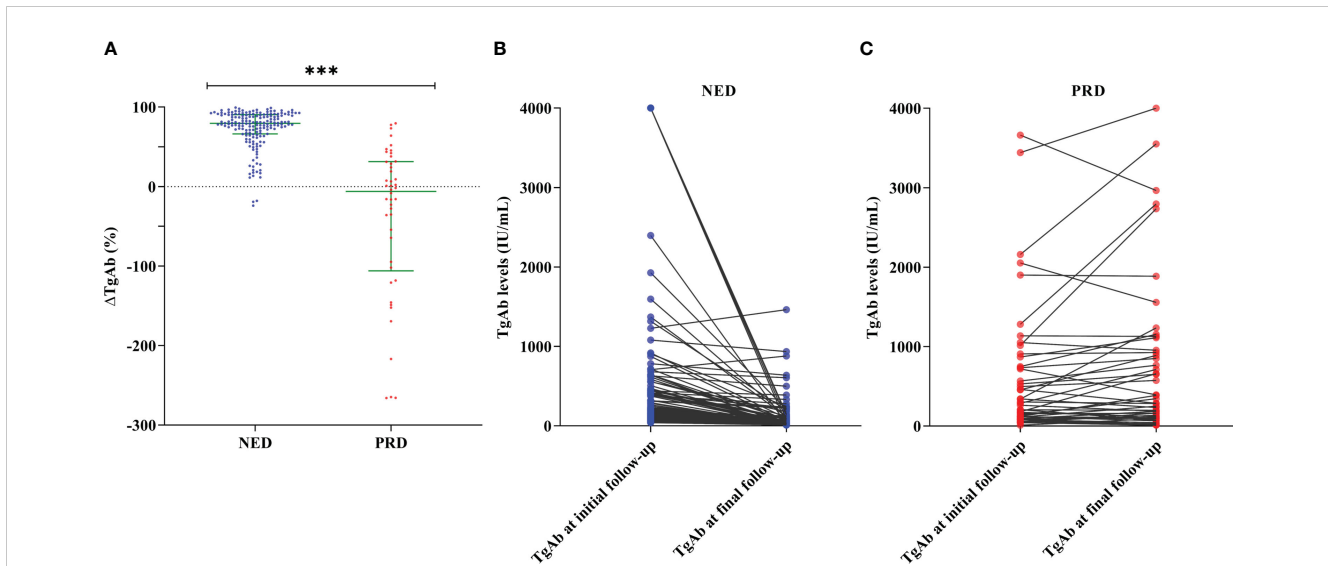 A
***
ΔTgAb (%)
100
0
-100
-200
-300
NED
PRD
B
NED
TgAb levels (IU/mL)
4000
3000
2000
1000
0
TgAb at initial follow-up
TgAb at final follow-up
C
PRD
TgAb levels (IU/mL)
4000
3000
2000
1000
0
TgAb at initial follow-up
TgAb at final follow-up